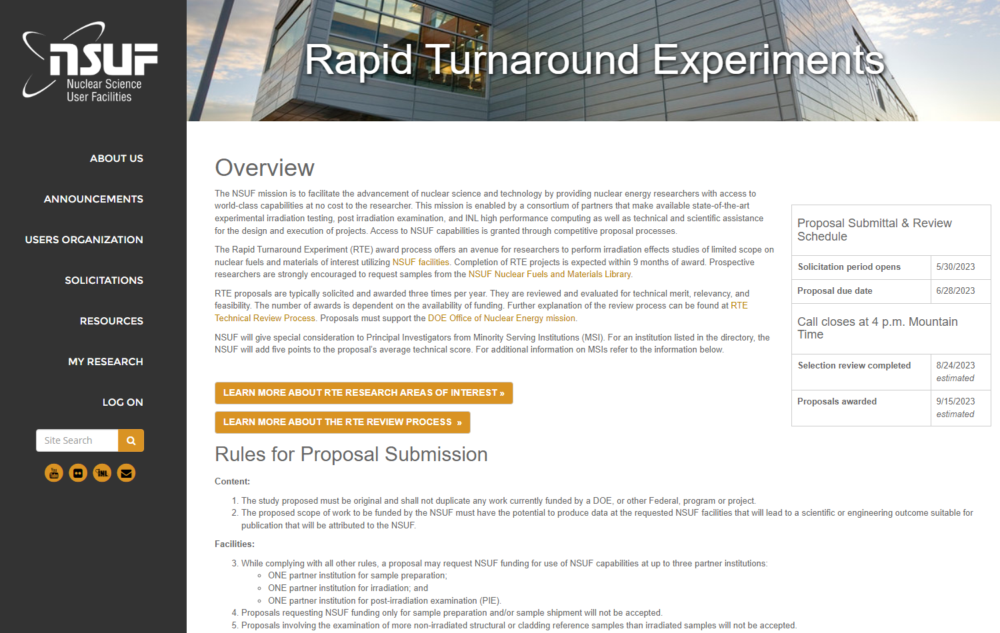 nsuf
Nuclear Science
User Facilities
ABOUT US
ANNOUNCEMENTS
USERS ORGANIZATION
SOLICITATIONS
RESOURCES
MY RESEARCH
LOG ON
Site Search
You
Tube
INL
Rapid Turnaround Experiments
Overview
The NSUF mission is to facilitate the advancement of nuclear science and technology by providing nuclear energy researchers with access to
world-class capabilities at no cost to the researcher. This mission is enabled by a consortium of partners that make available state-of-the-art
experimental irradiation testing, post irradiation examination, and INL high performance computing as well as technical and scientific assistance
for the design and execution of projects. Access to NSUF capabilities is granted through competitive proposal processes.
The Rapid Turnaround Experiment (RTE) award process offers an avenue for researchers to perform irradiation effects studies of limited scope on
nuclear fuels and materials of interest utilizing NSUF facilities. Completion of RTE projects is expected within 9 months of award. Prospective
researchers are strongly encouraged to request samples from the NSUF Nuclear Fuels and Materials Library.
RTE proposals are typically solicited and awarded three times per year. They are reviewed and evaluated for technical merit, relevancy, and
feasibility. The number of awards is dependent on the availability of funding. Further explanation of the review process can be found at RTE
Technical Review Process. Proposals must support the DOE Office of Nuclear Energy mission.
NSUF will give special consideration to Principal Investigators from Minority Serving Institutions (MSI). For an institution listed in the directory, the
NSUF will add five points to the proposal's average technical score. For additional information on MSIs refer to the information below.
Proposal Submittal & Review
Schedule
Solicitation period opens 5/30/2023
Proposal due date 6/28/2023
Call closes at 4 p.m. Mountain
Time
Selection review completed 8/24/2023
estimated
Proposals awarded 9/15/2023
estimated
LEARN MORE ABOUT RTE RESEARCH AREAS OF INTEREST »
LEARN MORE ABOUT THE RTE REVIEW PROCESS »
Rules for Proposal Submission
Content:
1. The study proposed must be original and shall not duplicate any work currently funded by a DOE, or other Federal, program or project.
2. The proposed scope of work to be funded by the NSUF must have the potential to produce data at the requested NSUF facilities that will lead to a scientific or engineering outcome suitable for
publication that will be attributed to the NSUF.
Facilities:
3. While complying with all other rules, a proposal may request NSUF funding for use of NSUF capabilities at up to three partner institutions:
ONE partner institution for sample preparation;
ONE partner institution for irradiation; and
ONE partner institution for post-irradiation examination (PIE).
4. Proposals requesting NSUF funding only for sample preparation and/or sample shipment will not be accepted.
5. Proposals involving the examination of more non-irradiated structural or cladding reference samples than irradiated samples will not be accepted.